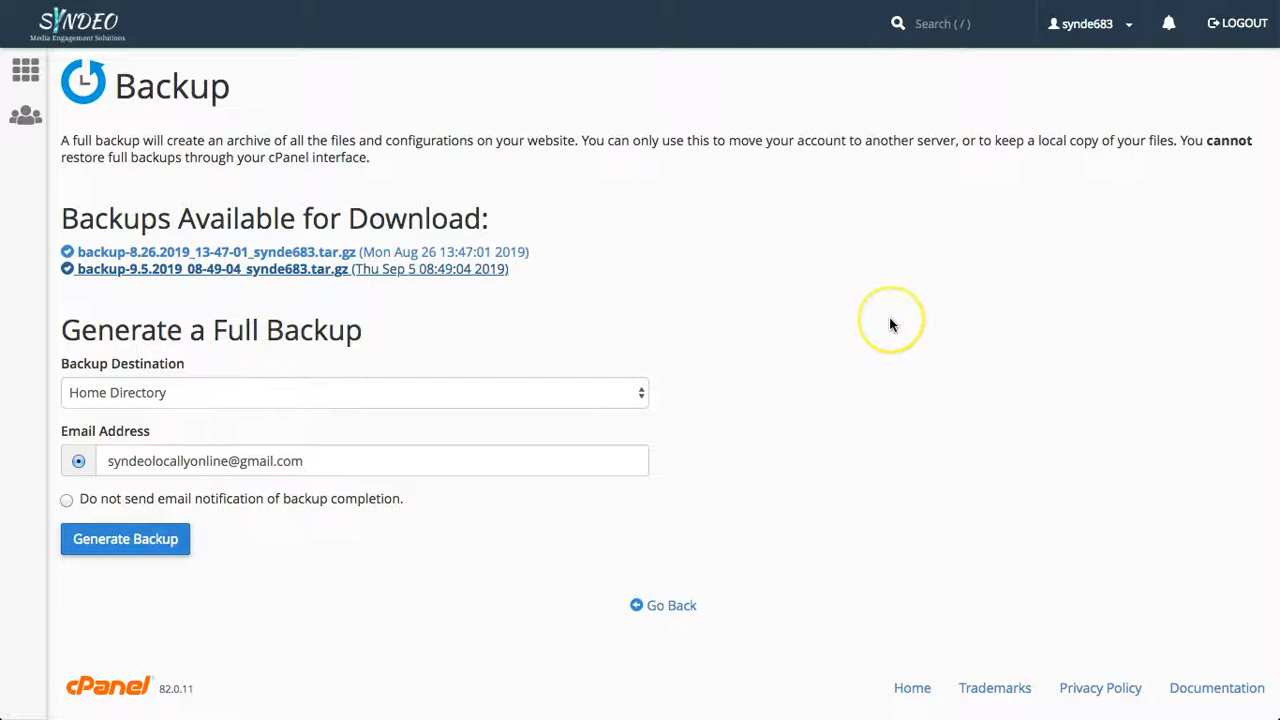 SYNDEO
Media Engagement Solutions
Search ( / )
synde683
LOGOUT
Backup
A full backup will create an archive of all the files and configurations on your website. You can only use this to move your account to another server, or to keep a local copy of your files. You cannot
restore full backups through your cPanel interface.
Backups Available for Download:
backup-8.26.2019_13-47-01_synde683.tar.gz (Mon Aug 26 13:47:01 2019)
backup-9.5.2019_08-49-04_synde683.tar.gz (Thu Sep 5 08:49:04 2019)
Generate a Full Backup
Backup Destination
Home Directory
Email Address
syndeolocallyonline@gmail.com
Do not send email notification of backup completion.
Generate Backup
Go Back
cPanel 82.0.11
Home
Trademarks
Privacy Policy
Documentation